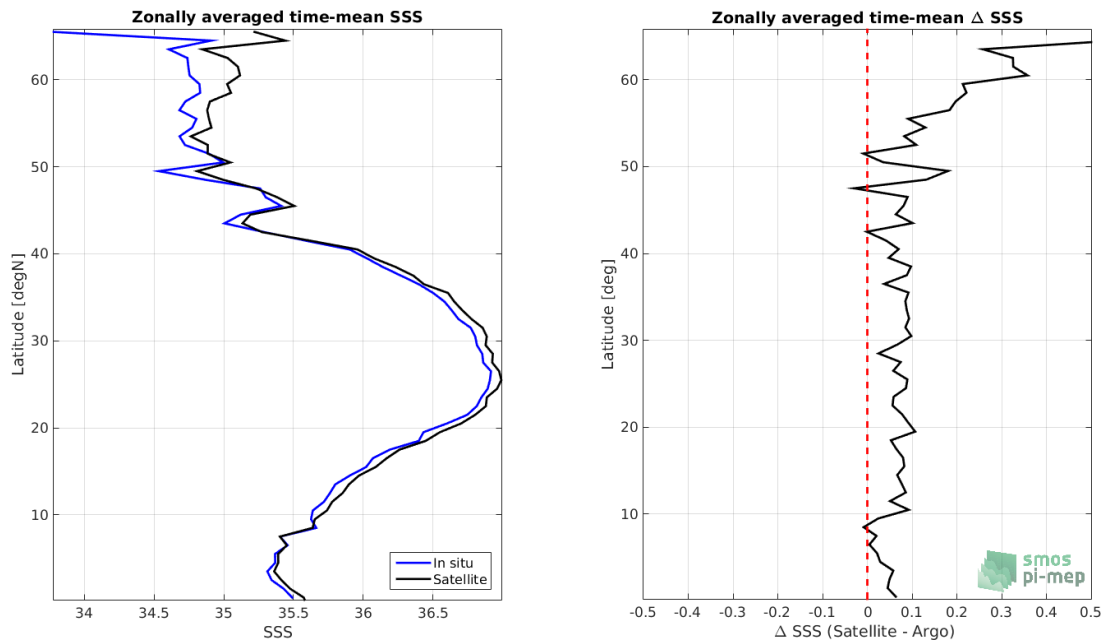 Zonally averaged time-mean SSS
Latitude [degN]
60
50
40
30
20
10
34
34.5
35
35.5
36
36.5
SSS
In situ
Satellite
Zonally averaged time-mean Δ SSS
Latitude [deg]
60
50
40
30
20
10
-0.5
-0.4
-0.3
-0.2
-0.1
0
0.1
0.2
0.3
0.4
0.5
Δ SSS (Satellite - Argo)
smos
pi-mep